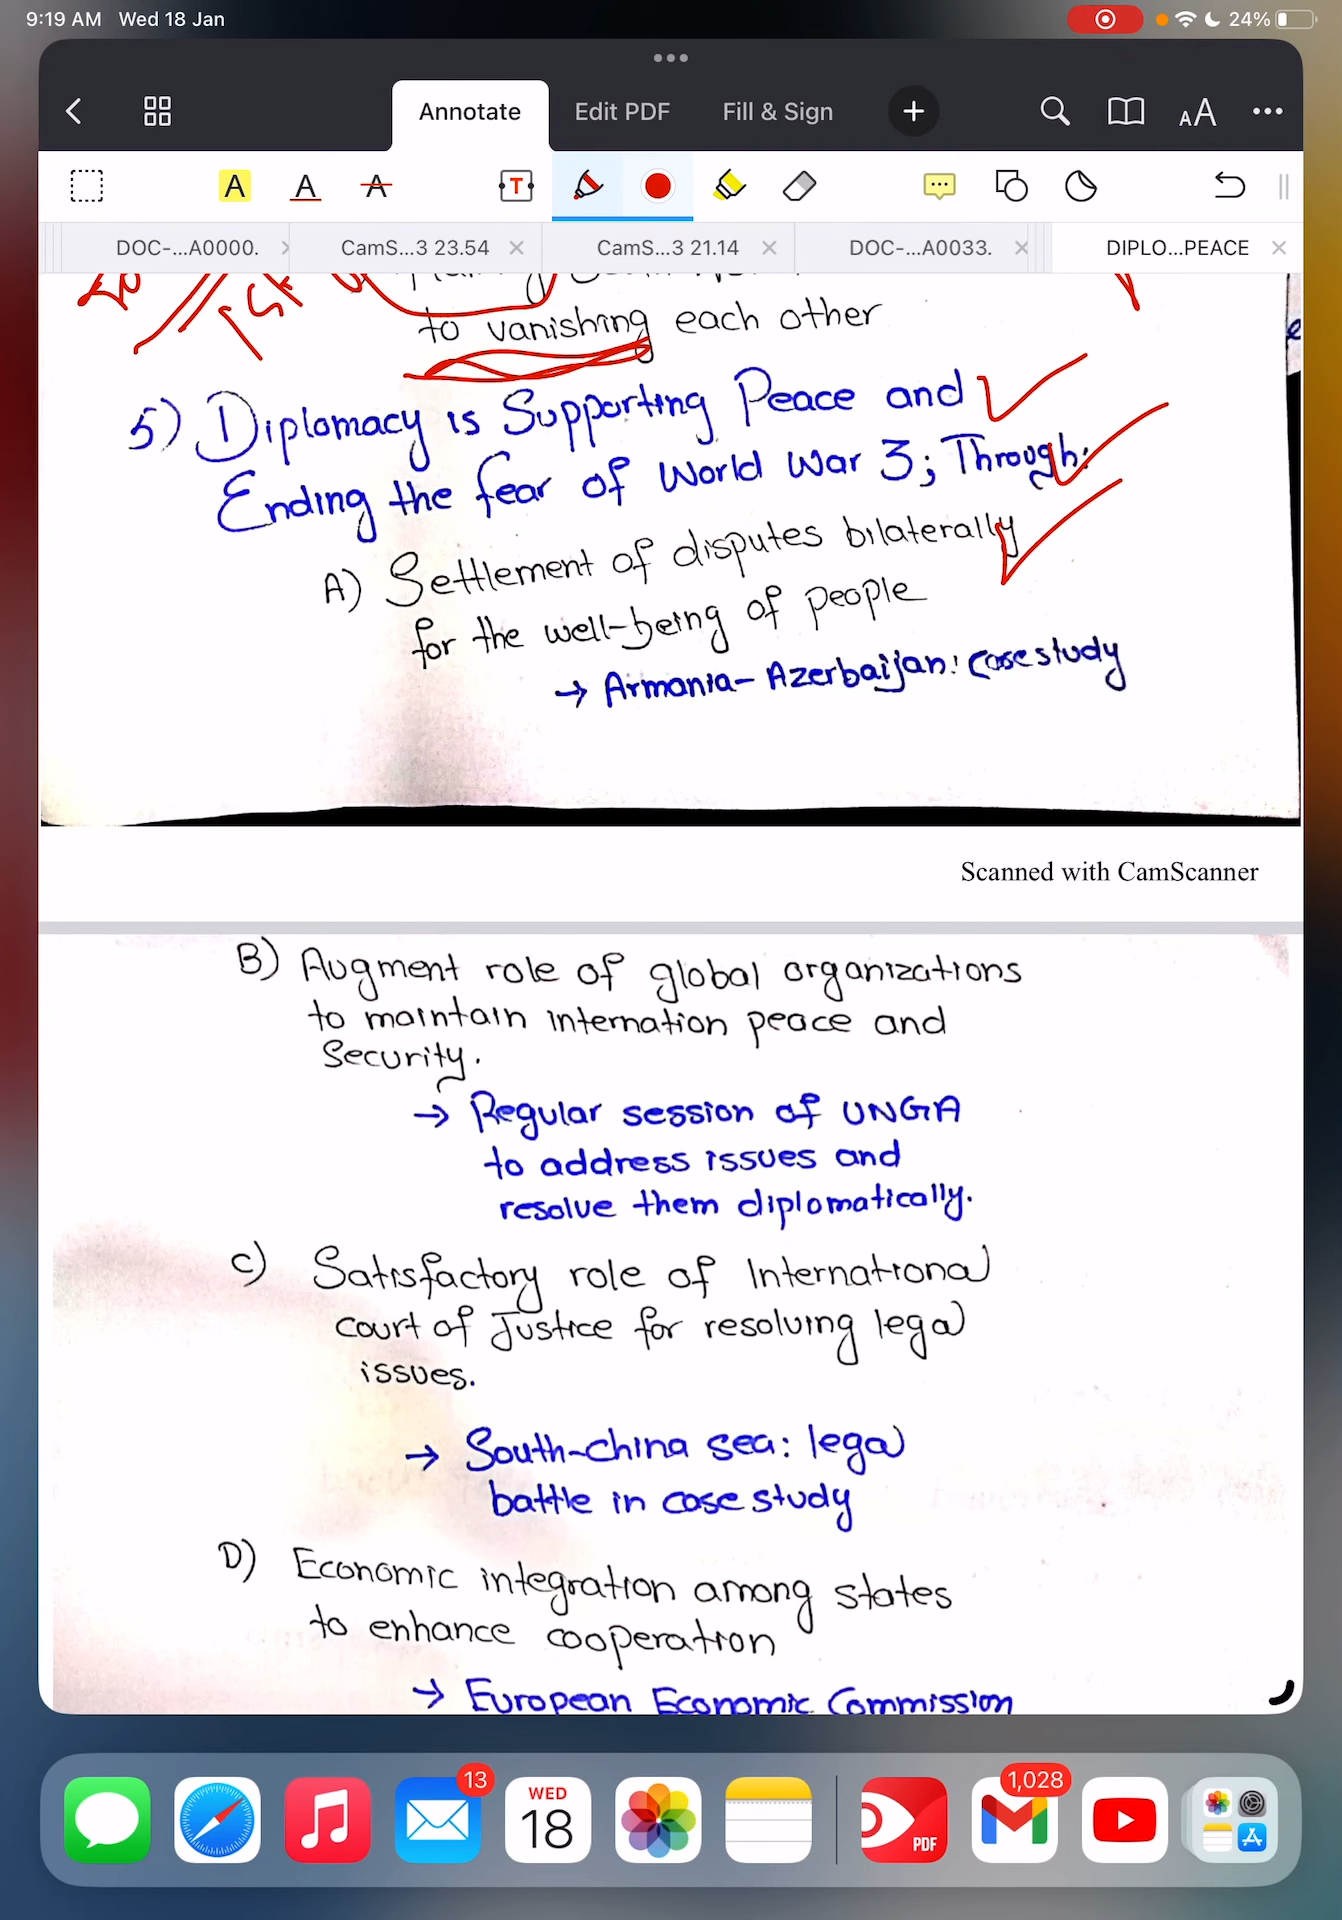 9:19 AM Wed 18 Jan
24%
Annotate
Edit PDF
Fill & Sign
AA
A A A T
DOC-...A0000.
CamS...3 23.54
CamS...3 21.14
DOC-...A0033.
DIPLO...PEACE
to vanishing each other
5) Diplomacy is Supporting Peace and
Ending the fear of World War 3; Through:
A) Settlement of disputes bilaterally
for the well-being of people
→ Armania- Azerbaijan: case study
Scanned with CamScanner
B) Augment role of global organizations
to maintain internation peace and
Security.
→ Regular session of UNGA
to address issues and
resolve them diplomatically.
C) Satisfactory role of International
court of Justice for resolving legal
issues.
→ South-china sea: legal
battle in case study
D) Economic integration among states
to enhance cooperation
→ European Economic Commission
13
WED
18
PDF
1,028